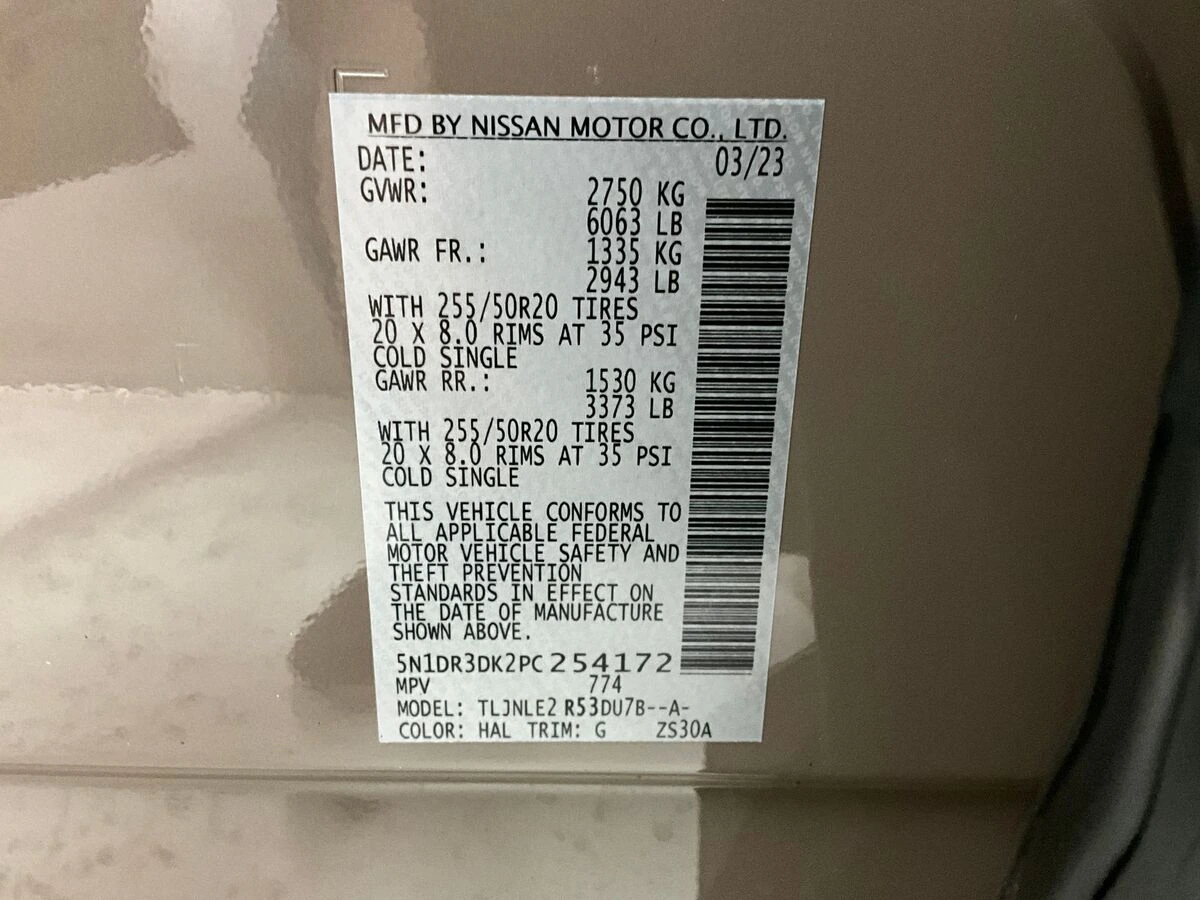 MFD BY NISSAN MOTOR CO., LTD.
DATE: 03/23
GVWR: 2750 KG
6063 LB
GAWR FR.: 1335 KG
2943 LB
WITH 255/50R20 TIRES
20 X 8.0 RIMS AT 35 PSI
COLD SINGLE
GAWR RR.: 1530 KG
3373 LB
WITH 255/50R20 TIRES
20 X 8.0 RIMS AT 35 PSI
COLD SINGLE
THIS VEHICLE CONFORMS TO
ALL APPLICABLE FEDERAL
MOTOR VEHICLE SAFETY AND
THEFT PREVENTION
STANDARDS IN EFFECT ON
THE DATE OF MANUFACTURE
SHOWN ABOVE.
5N1DR3DK2PC254172
MPV 774
MODEL: TLJNLE2 R53DU7B--A-
COLOR: HAL TRIM: G ZS30A